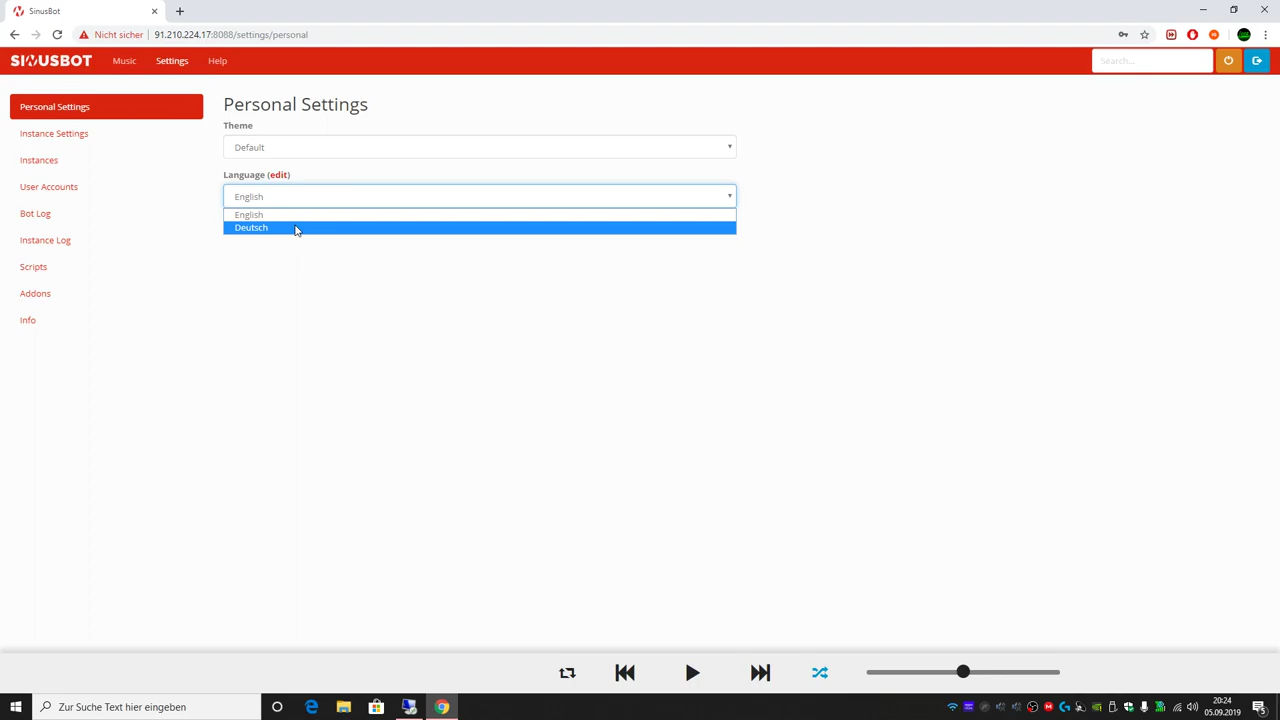 SinusBot
Nicht sicher
91.210.224.17:8088/settings/personal
SINUSBOT
Music
Settings
Help
Search...
Personal Settings
Instance Settings
Instances
User Accounts
Bot Log
Instance Log
Scripts
Addons
Info
Personal Settings
Theme
Default
Language (edit)
English
English
Deutsch
Zur Suche Text hier eingeben
20:24
05.09.2019